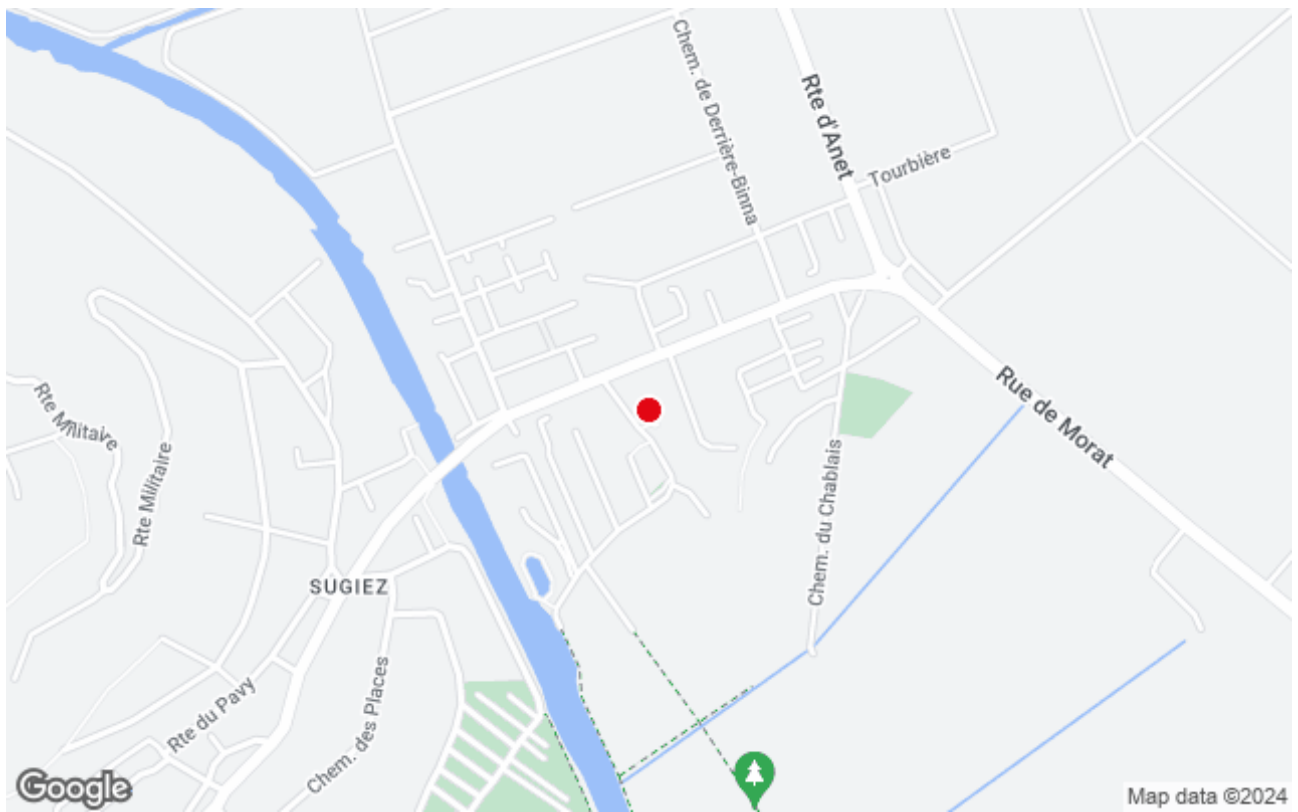 Chem. de Derrière-Binna
Rte d'Anet
Tourbière
Rte Militaire
Rte Militaire
Rue de Morat
Chem. du Chablais
SUGIEZ
Rte du Pavy
Chem. des Places
Google
Map data ©2024